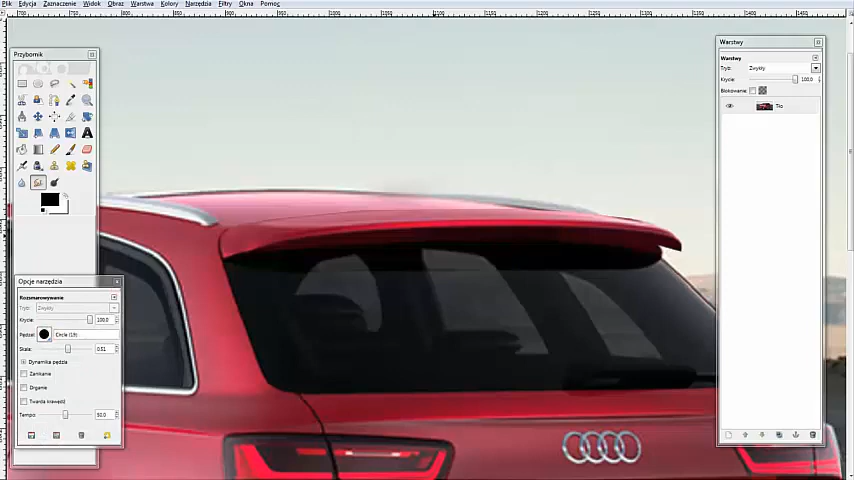 Plik Edycja Zaznaczenie Widok Obraz Warstwa Kolory Narzędzia Filtry Okna Pomoc
Przybornik
Warstwy
Warstwy
Tryb: Zwykły
Krycie: 100.0
Blokowanie:
Tło
Opcje narzędzia
Rozsmarowywanie
Tryb: Zwykły
Krycie: 100.0
Pędzel: Circle (19)
Skala: 0.51
Dynamika pędzla
Zanikanie
Drganie
Twarda krawędź
Tempo: 50.0